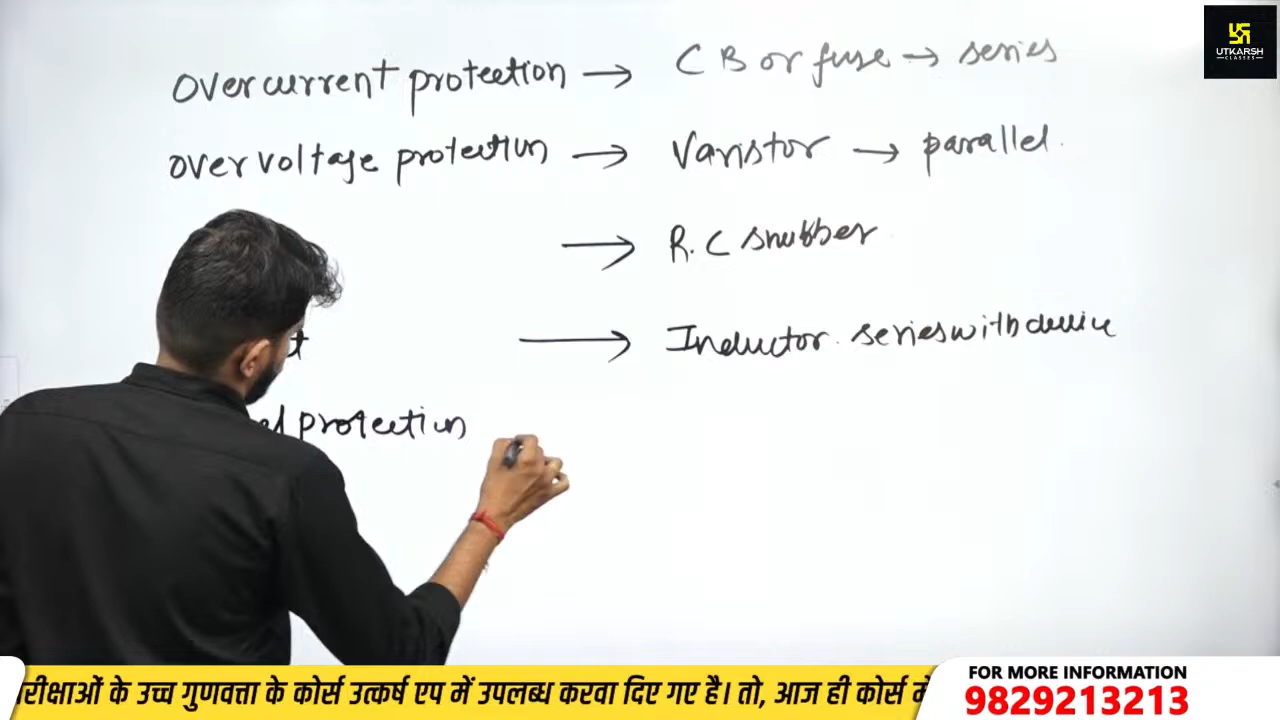 Overcurrent protection → CB or fuse → series
over voltage protection → Varistor → parallel.
→ R.C snubber
→ Inductor. series with device
protection
UTKARSH
CLASSES
रीक्षाओं के उच्च गुणवत्ता के कोर्स उत्कर्ष एप में उपलब्ध करवा दिए गए है। तो, आज ही कोर्स में
FOR MORE INFORMATION
9829213213